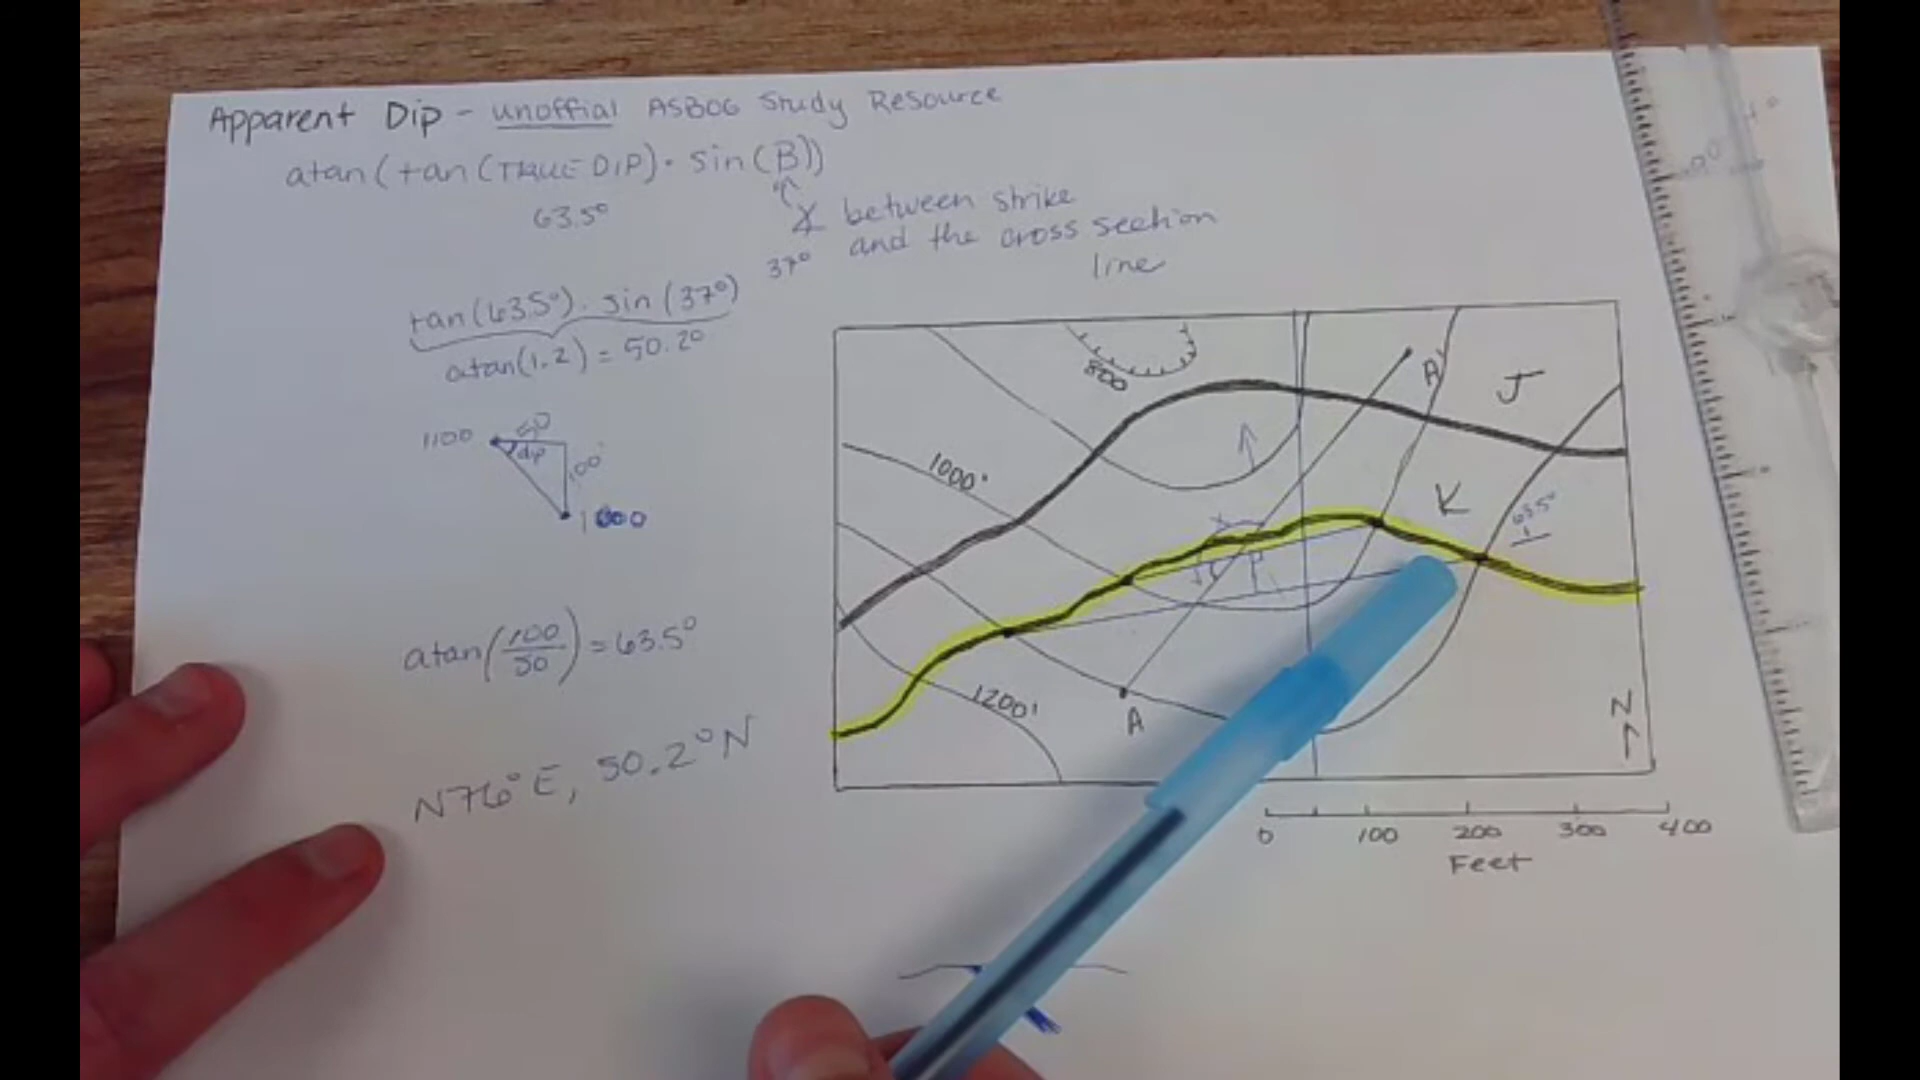 Apparent Dip - unoffial ASBOG Study Resource
atan(tan(TRUE DIP)·sin(B))
63.5°
∡ between strike
and the cross section
line
37°
tan(63.5°)·sin(37°)
atan(1.2) = 50.2°
1100
50
dip
100'
1000
atan(100/50) = 63.5°
N76°E, 50.2°N
800
A'
J
1000'
K
63.5°
1200'
A
N
0 100 200 300 400
Feet